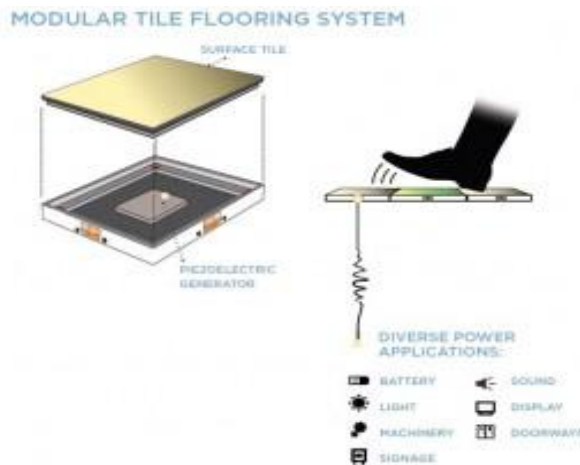 MODULAR TILE FLOORING SYSTEM
SURFACE TILE
PIEZOELECTRIC
GENERATOR
DIVERSE POWER
APPLICATIONS:
BATTERY
SOUND
LIGHT
DISPLAY
MACHINERY
DOORWAYS
SIGNAGE